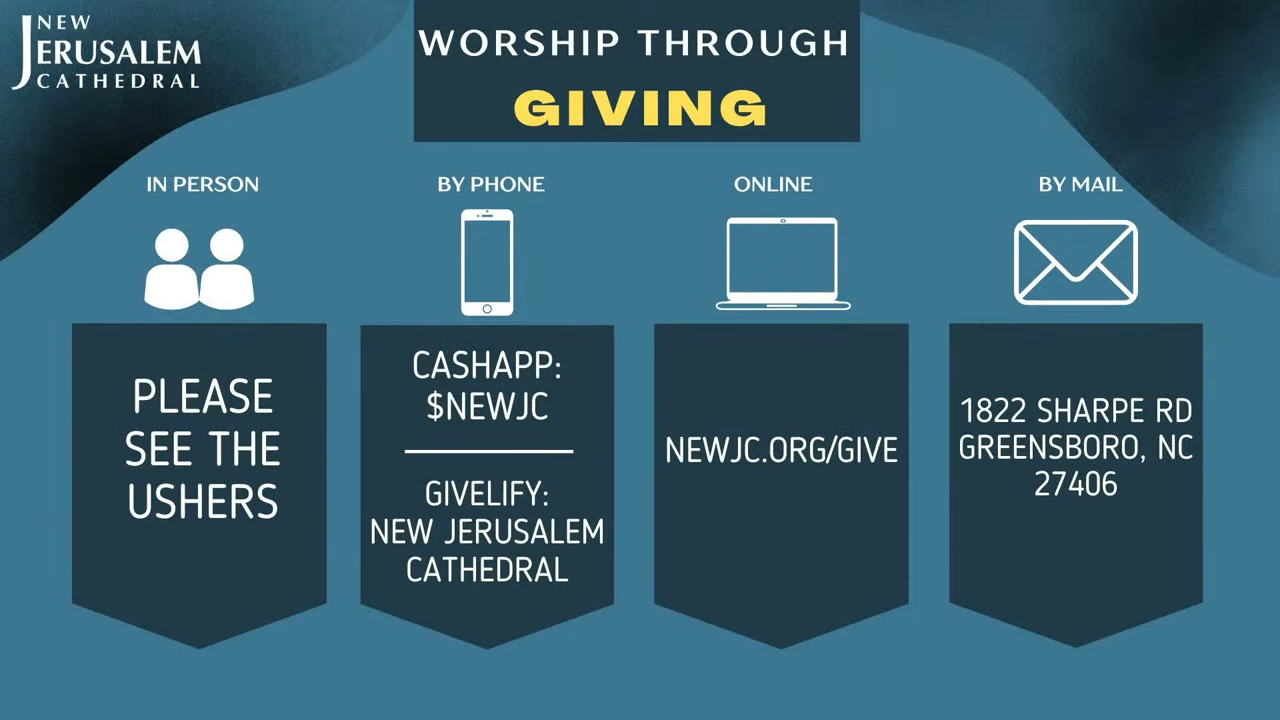 NEW
JERUSALEM
CATHEDRAL
WORSHIP THROUGH
GIVING
IN PERSON
PLEASE
SEE THE
USHERS
BY PHONE
CASHAPP:
$NEWJC
GIVELIFY:
NEW JERUSALEM
CATHEDRAL
ONLINE
NEWJC.ORG/GIVE
BY MAIL
1822 SHARPE RD
GREENSBORO, NC
27406